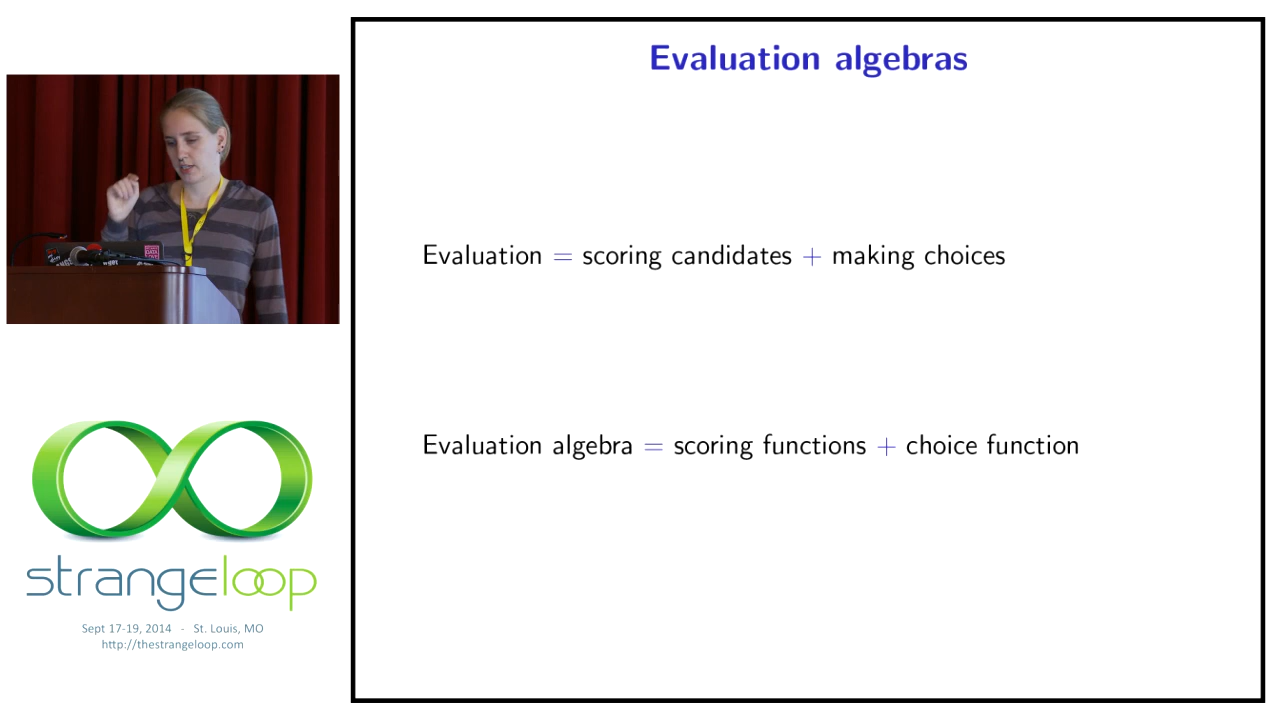 Evaluation algebras
Evaluation = scoring candidates + making choices
Evaluation algebra = scoring functions + choice function
strangeloop
Sept 17-19, 2014 - St. Louis, MO
http://thestrangeloop.com